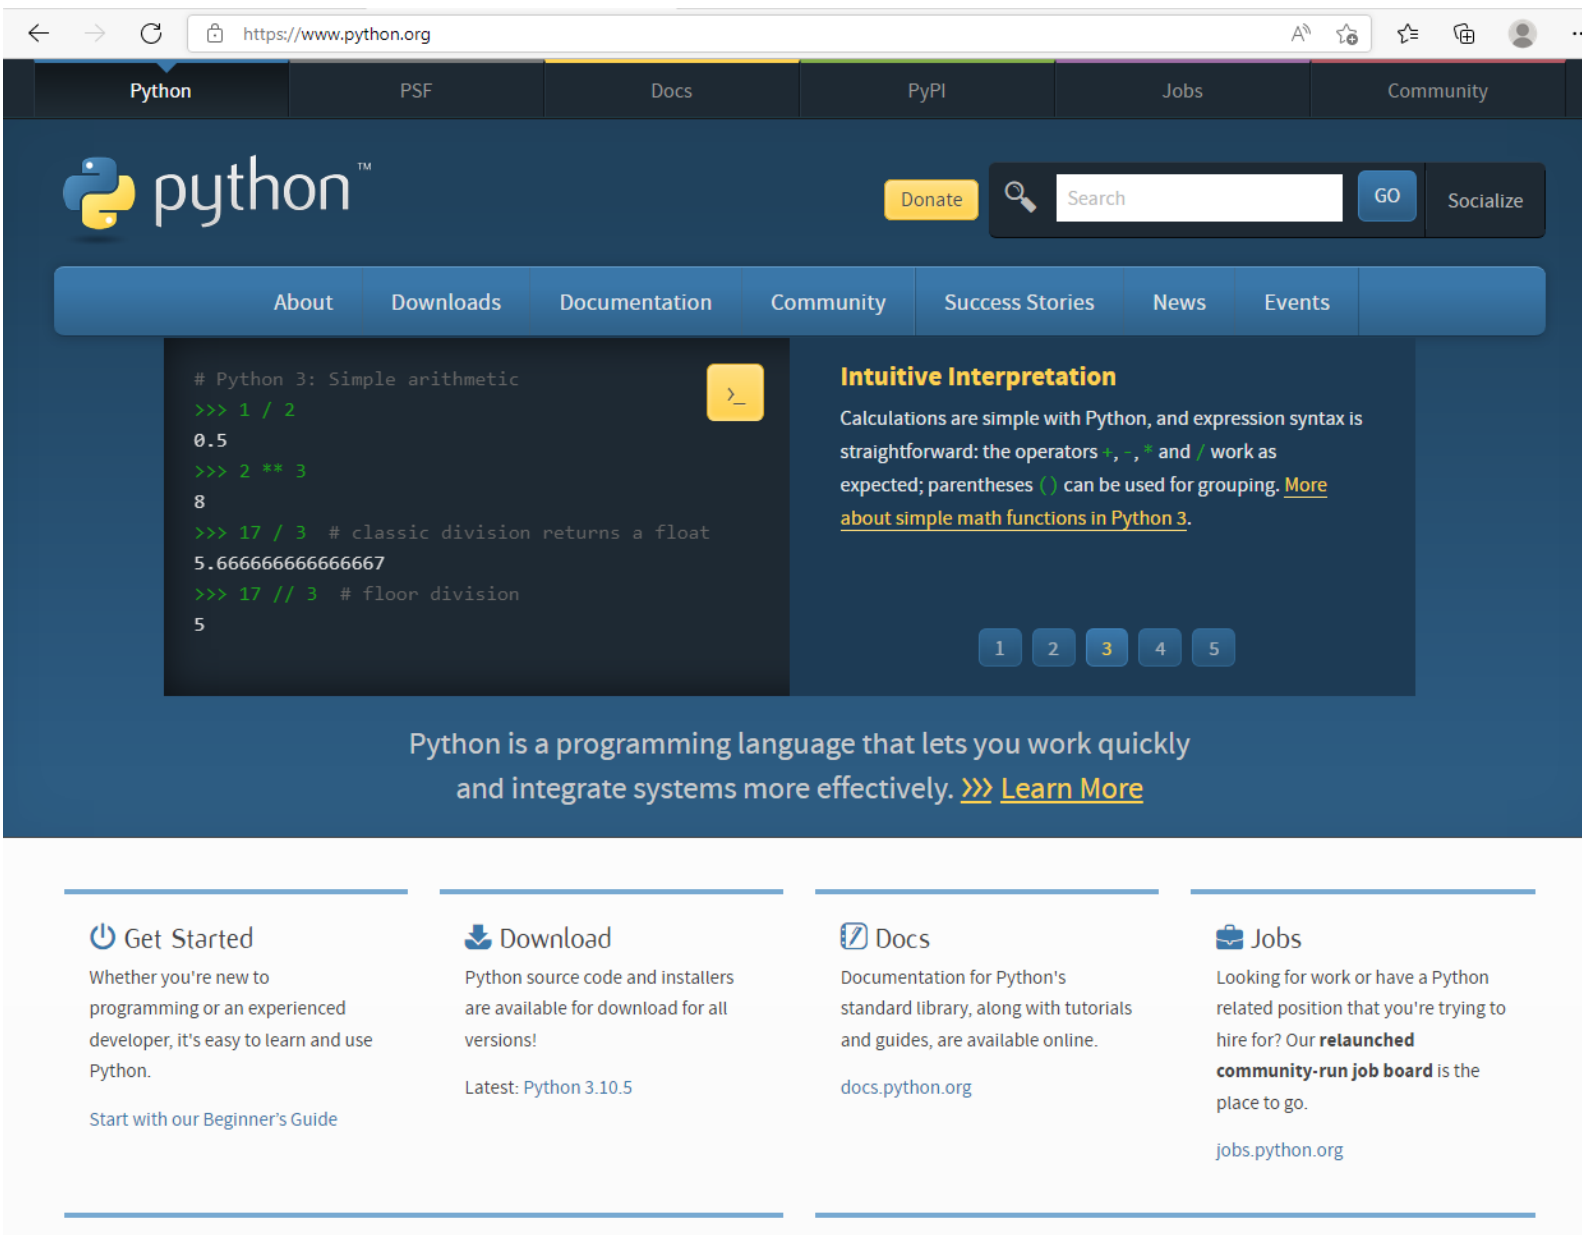 https://www.python.org
Python PSF Docs PyPI Jobs Community
python™
Donate Search GO Socialize
About Downloads Documentation Community Success Stories News Events
# Python 3: Simple arithmetic
>>> 1 / 2
0.5
>>> 2 ** 3
8
>>> 17 / 3  # classic division returns a float
5.666666666666667
>>> 17 // 3  # floor division
5
>_
Intuitive Interpretation
Calculations are simple with Python, and expression syntax is
straightforward: the operators +, -, * and / work as
expected; parentheses () can be used for grouping. More
about simple math functions in Python 3.
1 2 3 4 5
Python is a programming language that lets you work quickly
and integrate systems more effectively. >>> Learn More
Get Started
Whether you're new to
programming or an experienced
developer, it's easy to learn and use
Python.
Start with our Beginner’s Guide
Download
Python source code and installers
are available for download for all
versions!
Latest: Python 3.10.5
Docs
Documentation for Python's
standard library, along with tutorials
and guides, are available online.
docs.python.org
Jobs
Looking for work or have a Python
related position that you're trying to
hire for? Our relaunched
community-run job board is the
place to go.
jobs.python.org